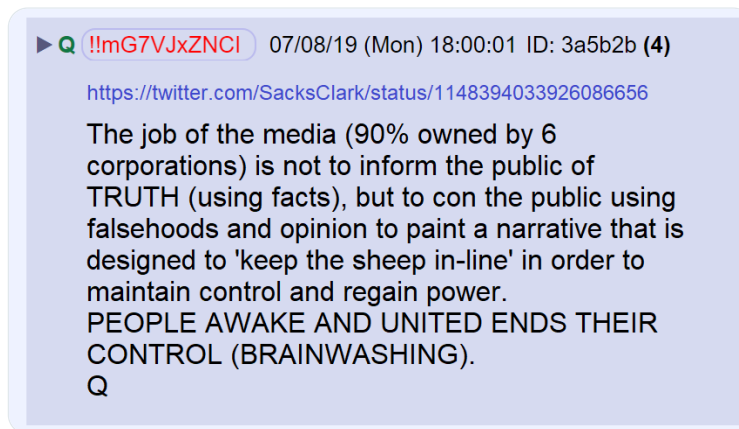 ▶ Q !!mG7VJxZNCI 07/08/19 (Mon) 18:00:01 ID: 3a5b2b (4)
https://twitter.com/SacksClark/status/1148394033926086656
The job of the media (90% owned by 6
corporations) is not to inform the public of
TRUTH (using facts), but to con the public using
falsehoods and opinion to paint a narrative that is
designed to 'keep the sheep in-line' in order to
maintain control and regain power.
PEOPLE AWAKE AND UNITED ENDS THEIR
CONTROL (BRAINWASHING).
Q